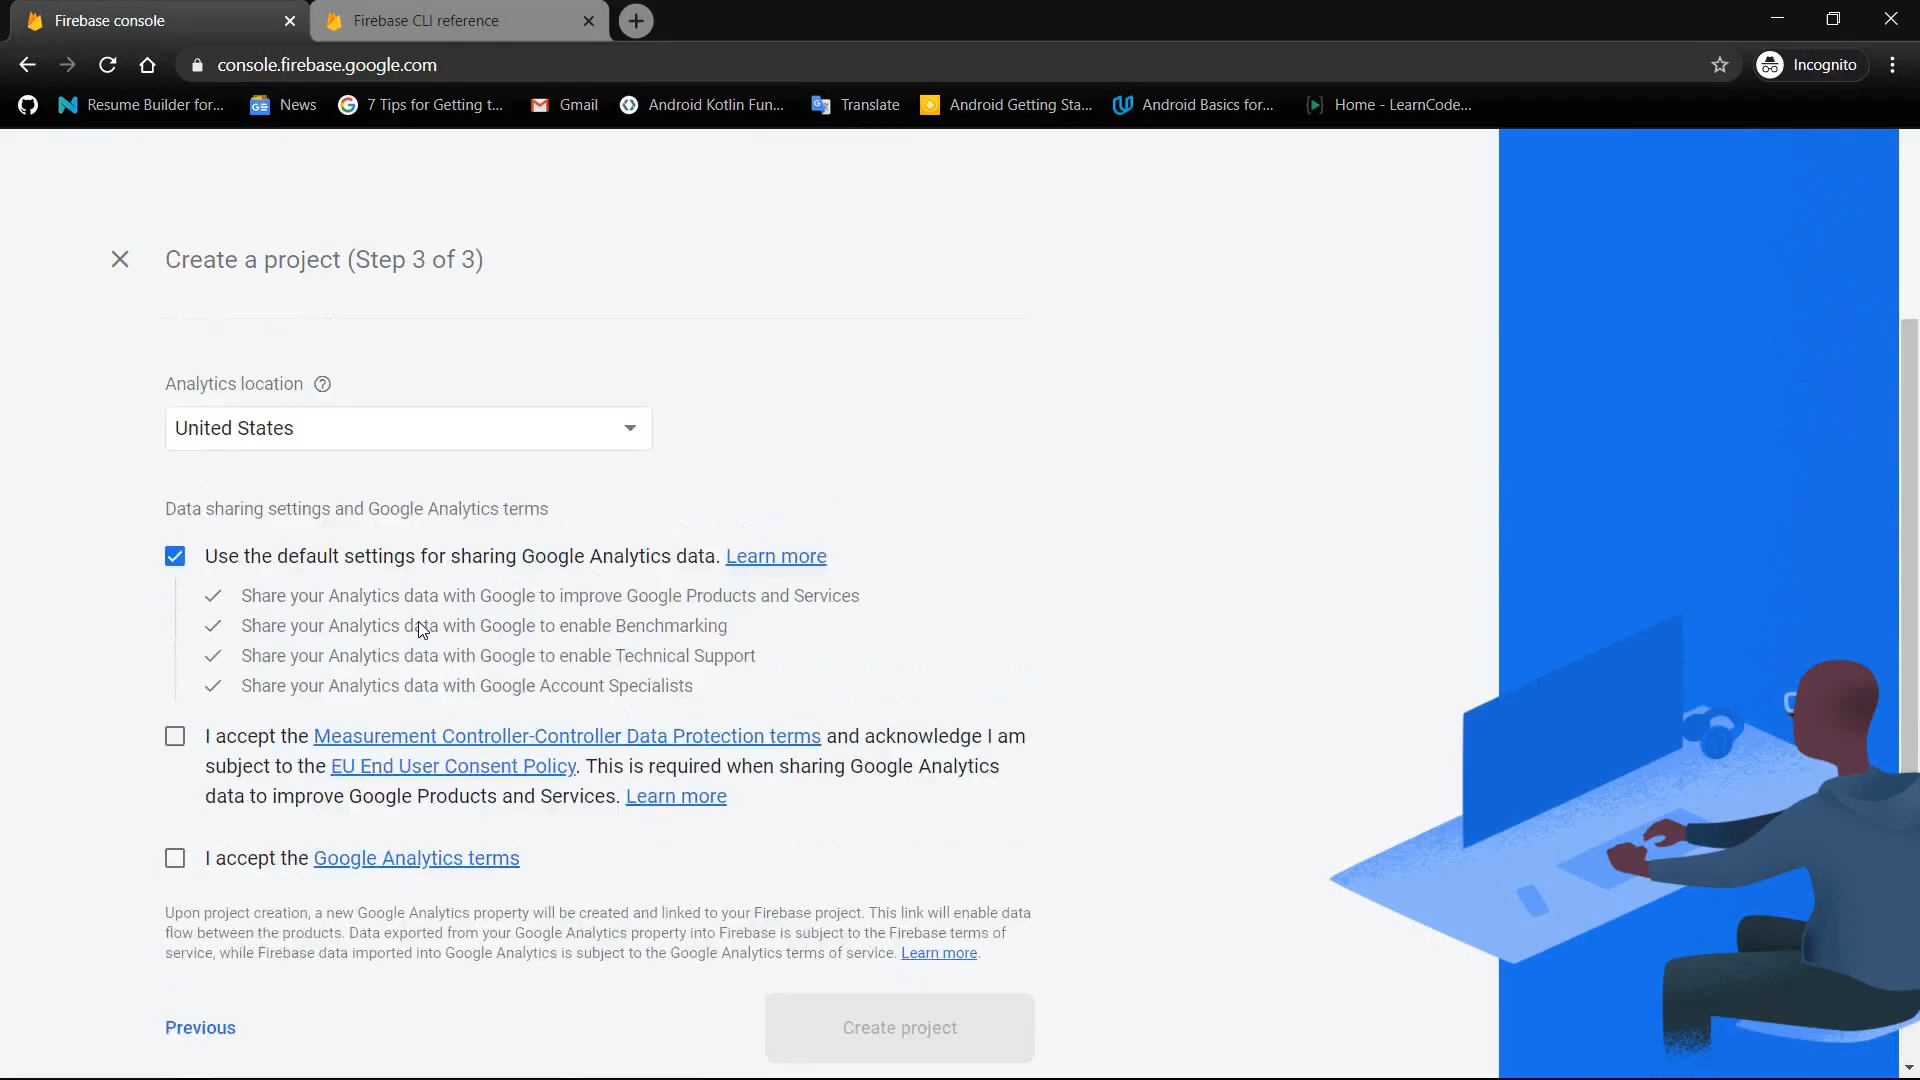 Firebase console
Firebase CLI reference
console.firebase.google.com
Incognito
Resume Builder for...
News
7 Tips for Getting t...
Gmail
Android Kotlin Fun...
Translate
Android Getting Sta...
Android Basics for...
Home - LearnCode...
Create a project (Step 3 of 3)
Analytics location
United States
Data sharing settings and Google Analytics terms
Use the default settings for sharing Google Analytics data. Learn more
Share your Analytics data with Google to improve Google Products and Services
Share your Analytics data with Google to enable Benchmarking
Share your Analytics data with Google to enable Technical Support
Share your Analytics data with Google Account Specialists
I accept the Measurement Controller-Controller Data Protection terms and acknowledge I am
subject to the EU End User Consent Policy. This is required when sharing Google Analytics
data to improve Google Products and Services. Learn more
I accept the Google Analytics terms
Upon project creation, a new Google Analytics property will be created and linked to your Firebase project. This link will enable data
flow between the products. Data exported from your Google Analytics property into Firebase is subject to the Firebase terms of
service, while Firebase data imported into Google Analytics is subject to the Google Analytics terms of service. Learn more.
Previous
Create project